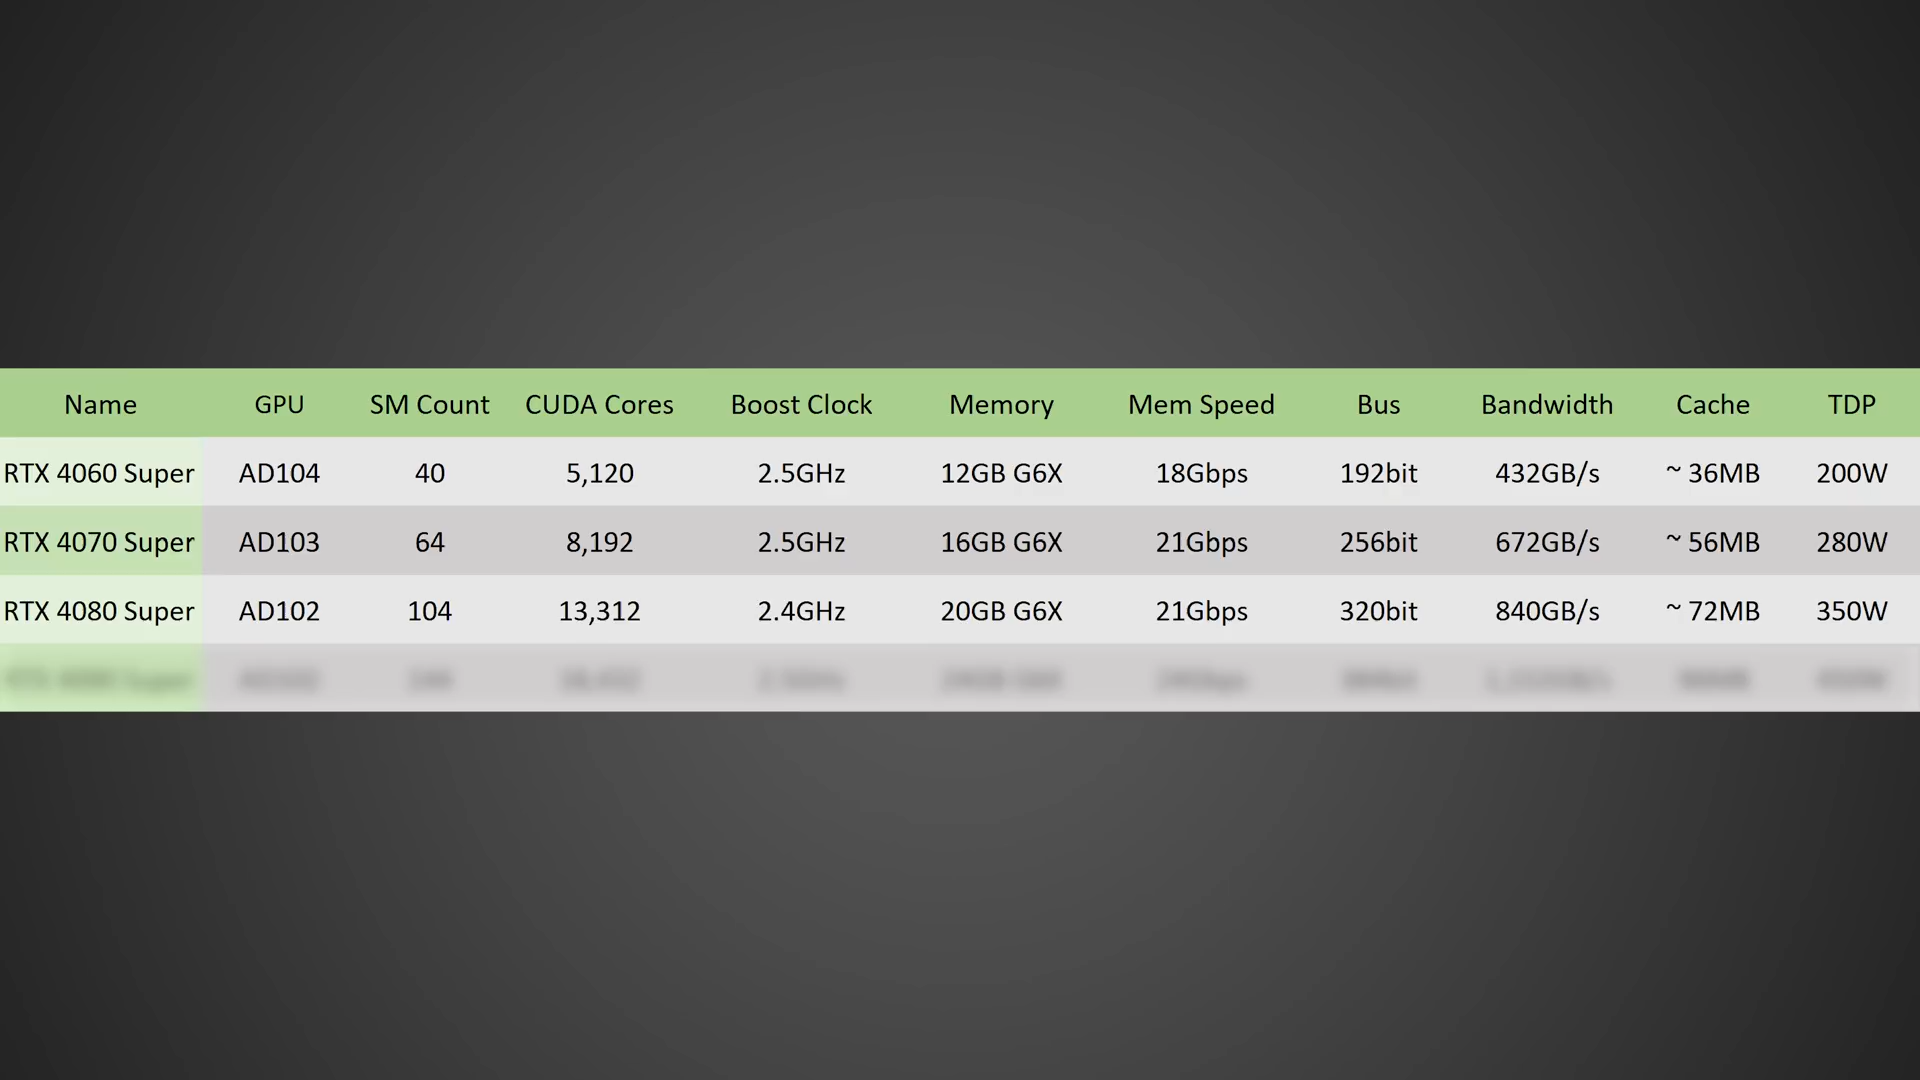 Name GPU SM Count CUDA Cores Boost Clock Memory Mem Speed Bus Bandwidth Cache TDP
RTX 4060 Super AD104 40 5,120 2.5GHz 12GB G6X 18Gbps 192bit 432GB/s ~ 36MB 200W
RTX 4070 Super AD103 64 8,192 2.5GHz 16GB G6X 21Gbps 256bit 672GB/s ~ 56MB 280W
RTX 4080 Super AD102 104 13,312 2.4GHz 20GB G6X 21Gbps 320bit 840GB/s ~ 72MB 350W